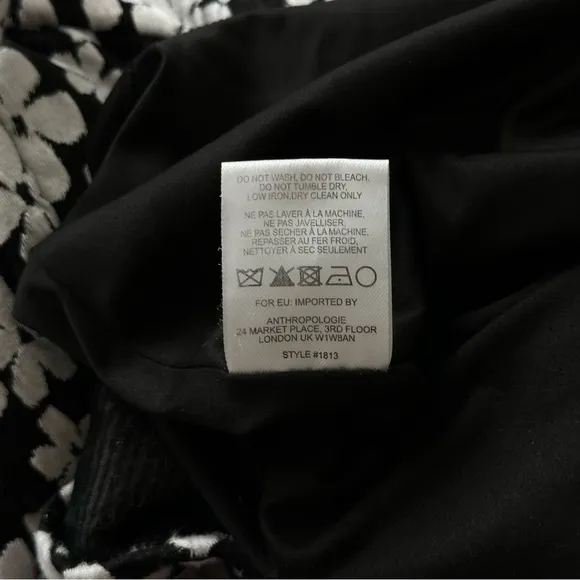 DO NOT WASH, DO NOT BLEACH,
DO NOT TUMBLE DRY,
LOW IRON,DRY CLEAN ONLY
NE PAS LAVER À LA MACHINE,
NE PAS JAVELLISER,
NE PAS SECHER À LA MACHINE,
REPASSER AU FER FROID,
NETTOYER À SEC SEULEMENT
FOR EU: IMPORTED BY
ANTHROPOLOGIE
24 MARKET PLACE, 3RD FLOOR
LONDON UK W1W8AN
STYLE #1813